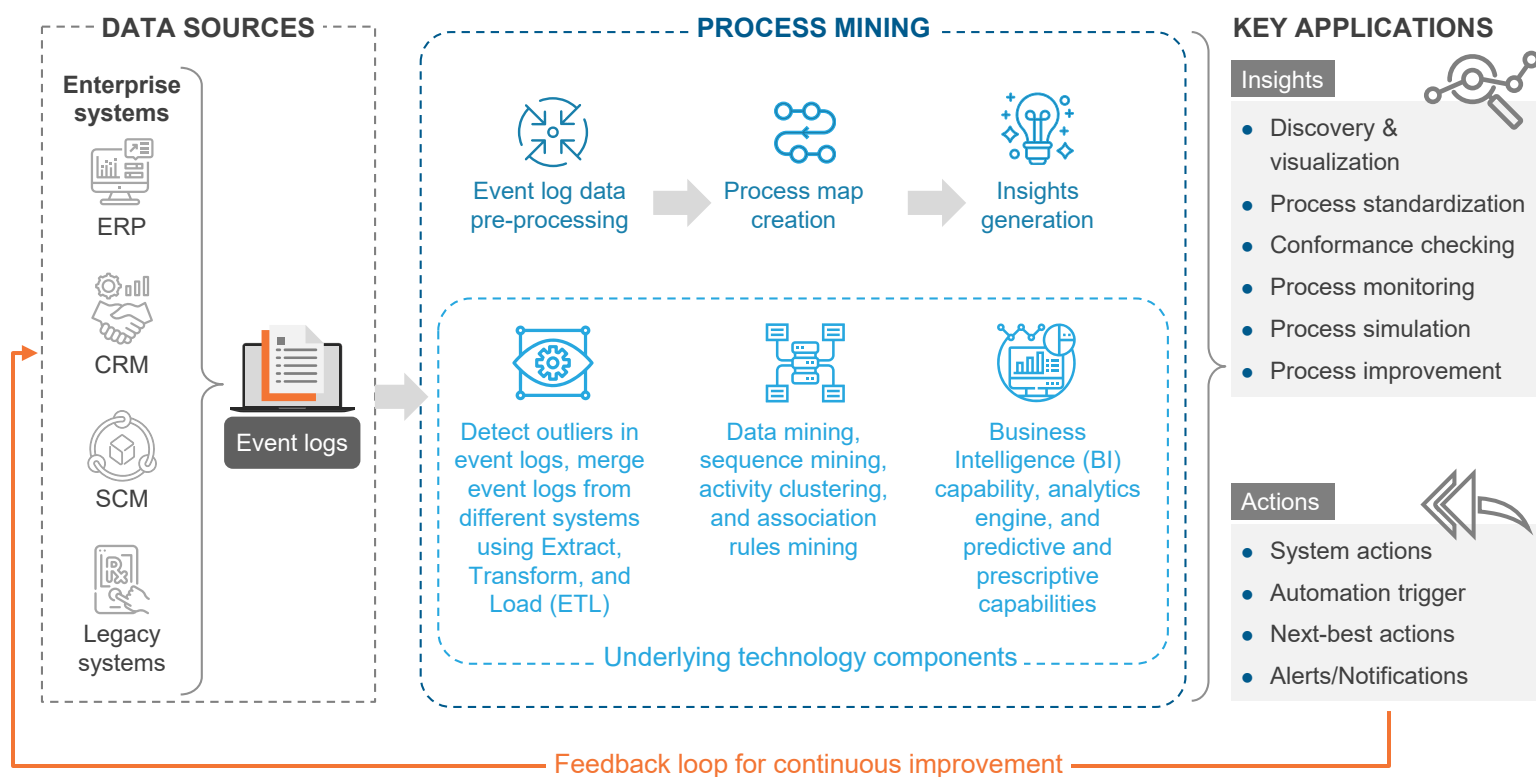 DATA SOURCES
Enterprise
systems
ERP
CRM
SCM
Legacy
systems
Event logs
PROCESS MINING
Event log data
pre-processing
Process map
creation
Insights
generation
Detect outliers in
event logs, merge
event logs from
different systems
using Extract,
Transform, and
Load (ETL)
Data mining,
sequence mining,
activity clustering,
and association
rules mining
Business
Intelligence (BI)
capability, analytics
engine, and
predictive and
prescriptive
capabilities
Underlying technology components
KEY APPLICATIONS
Insights
Discovery &
visualization
Process standardization
Conformance checking
Process monitoring
Process simulation
Process improvement
Actions
System actions
Automation trigger
Next-best actions
Alerts/Notifications
Feedback loop for continuous improvement